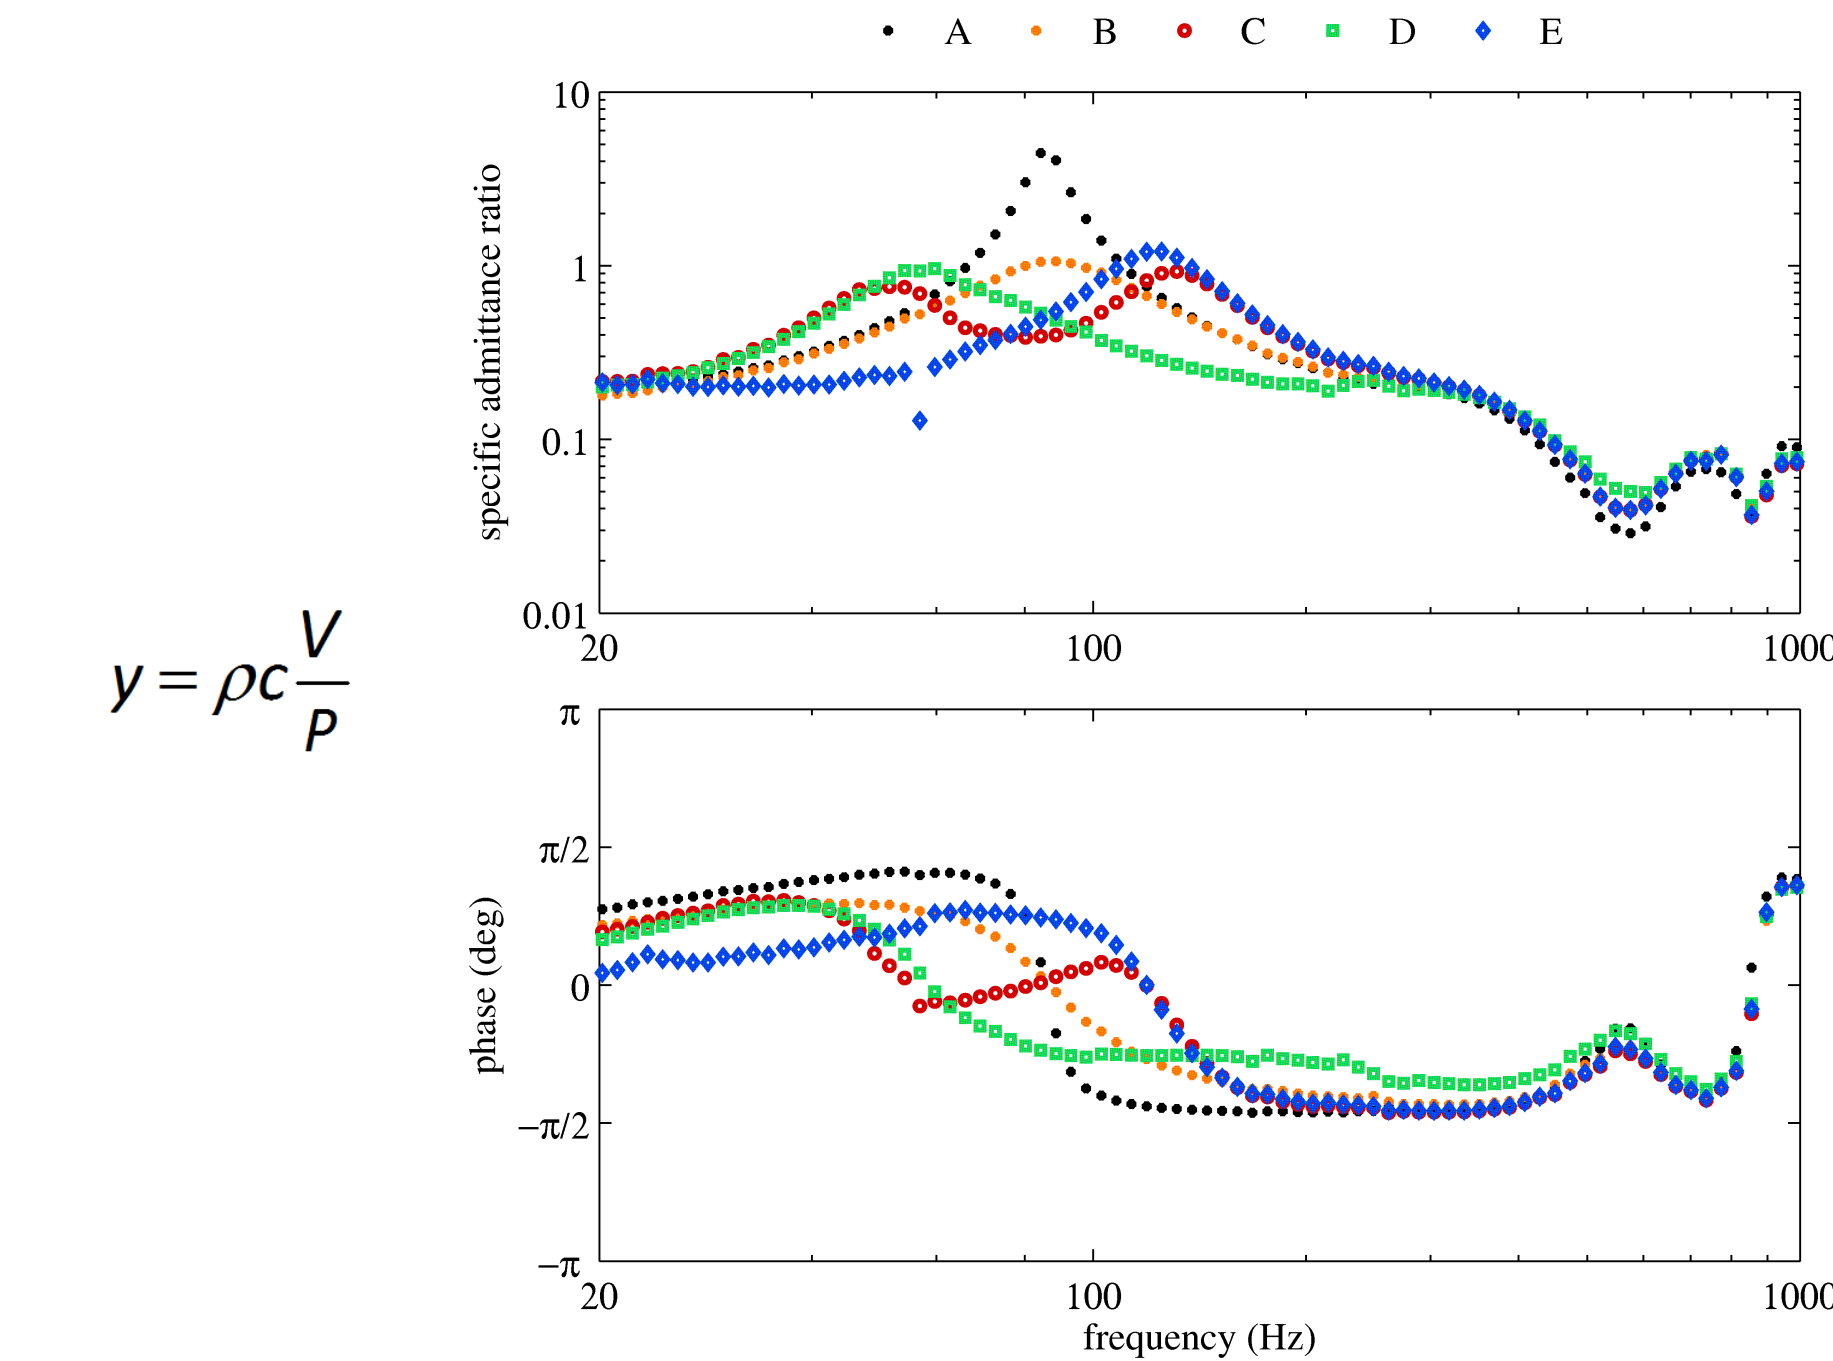 A B C D E
10
1
0.1
0.01
specific admittance ratio
20 100 1000
y = ρc V/P
π
π/2
0
−π/2
−π
phase (deg)
20 100 1000
frequency (Hz)